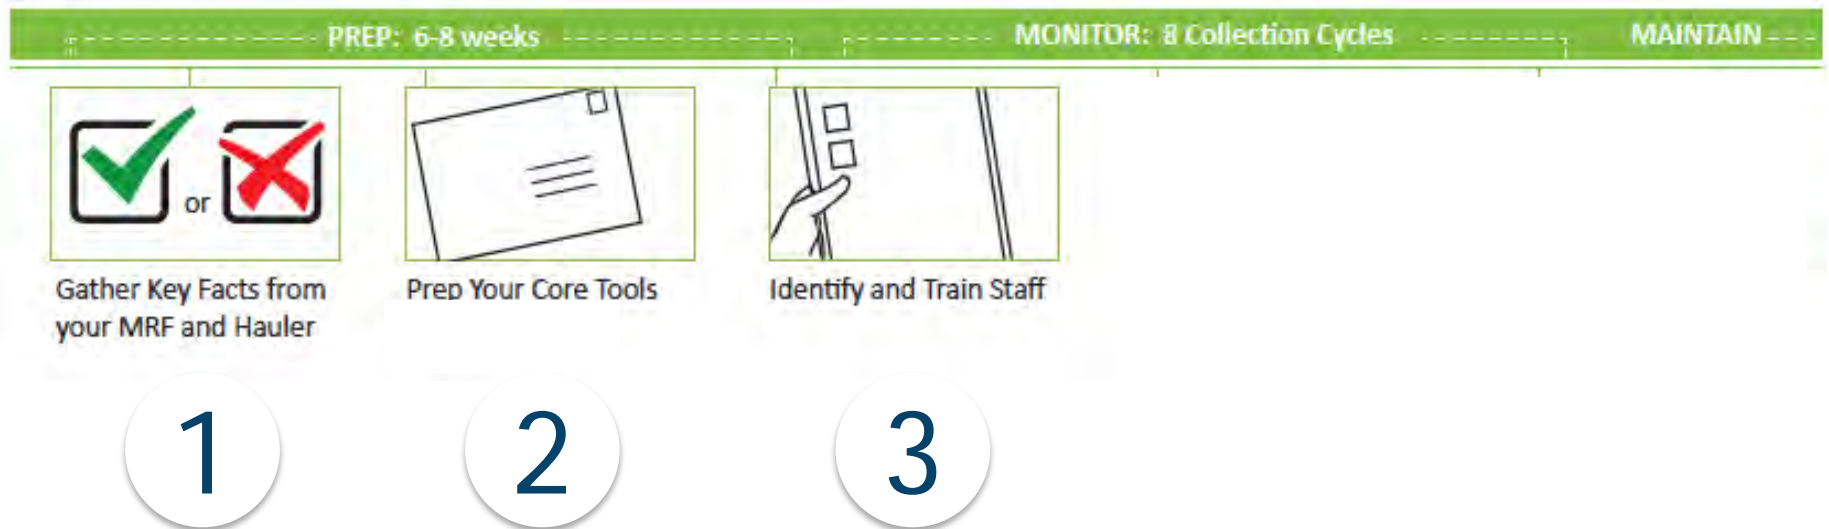 PREP: 6-8 weeks MONITOR: 8 Collection Cycles MAINTAIN
or
Gather Key Facts from
your MRF and Hauler
Prep Your Core Tools
Identify and Train Staff
1 2 3